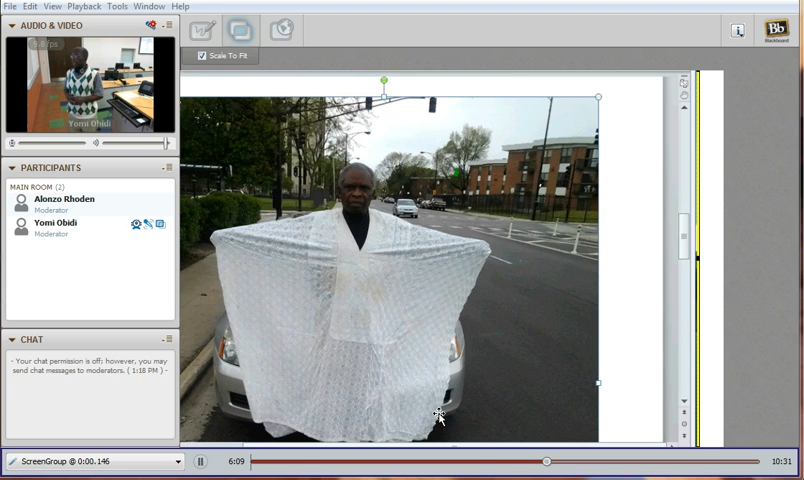 File Edit View Playback Tools Window Help
AUDIO & VIDEO
Yomi Obidi
PARTICIPANTS
MAIN ROOM (2)
Alonzo Rhoden
Moderator
Yomi Obidi
Moderator
CHAT
- Your chat permission is off; however, you may
send chat messages to moderators. ( 1:18 PM ) -
Scale To Fit
i
Bb
Blackboard
ScreenGroup @ 0:00.146
6:09
10:31